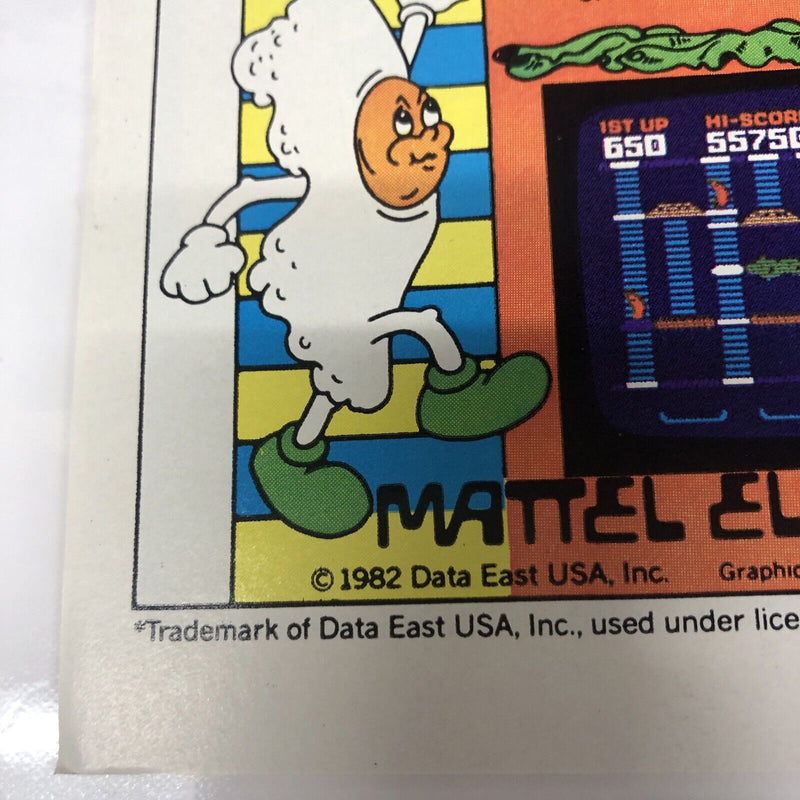 1ST UP HI-SCOR
650 5575
MATTEL EL
© 1982 Data East USA, Inc. Graphic
*Trademark of Data East USA, Inc., used under lice